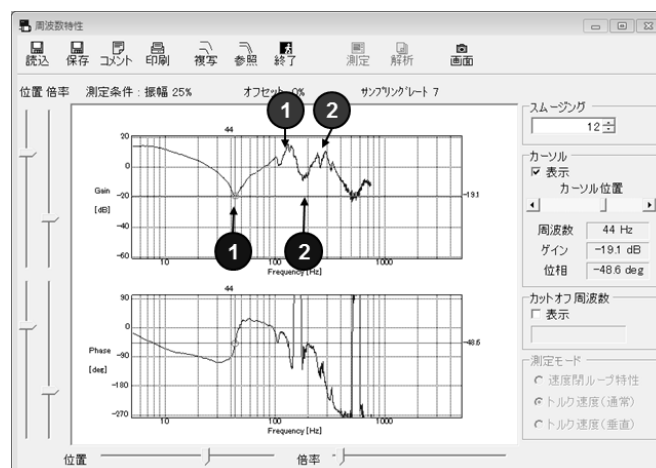 周波数特性
読込 保存 コメント 印刷 複写 参照 終了 測定 解析 画面
位置 倍率 測定条件 : 振幅 25% オフセット 0% サンプリングレート 7
スムージング
12
カーソル
表示
カーソル位置
周波数 44 Hz
ゲイン -19.1 dB
位相 -48.6 deg
カットオフ周波数
表示
測定モード
速度閉ループ特性
トルク速度(通常)
トルク速度(垂直)
1 2
44
20
0
Gain -20 -19.1
[dB] -40
-60
1 2
10 100 1000
Frequency [Hz]
44
90
0
Phase -90 -48.6
[deg] -180
-270
10 100 1000
Frequency [Hz]
位置 倍率